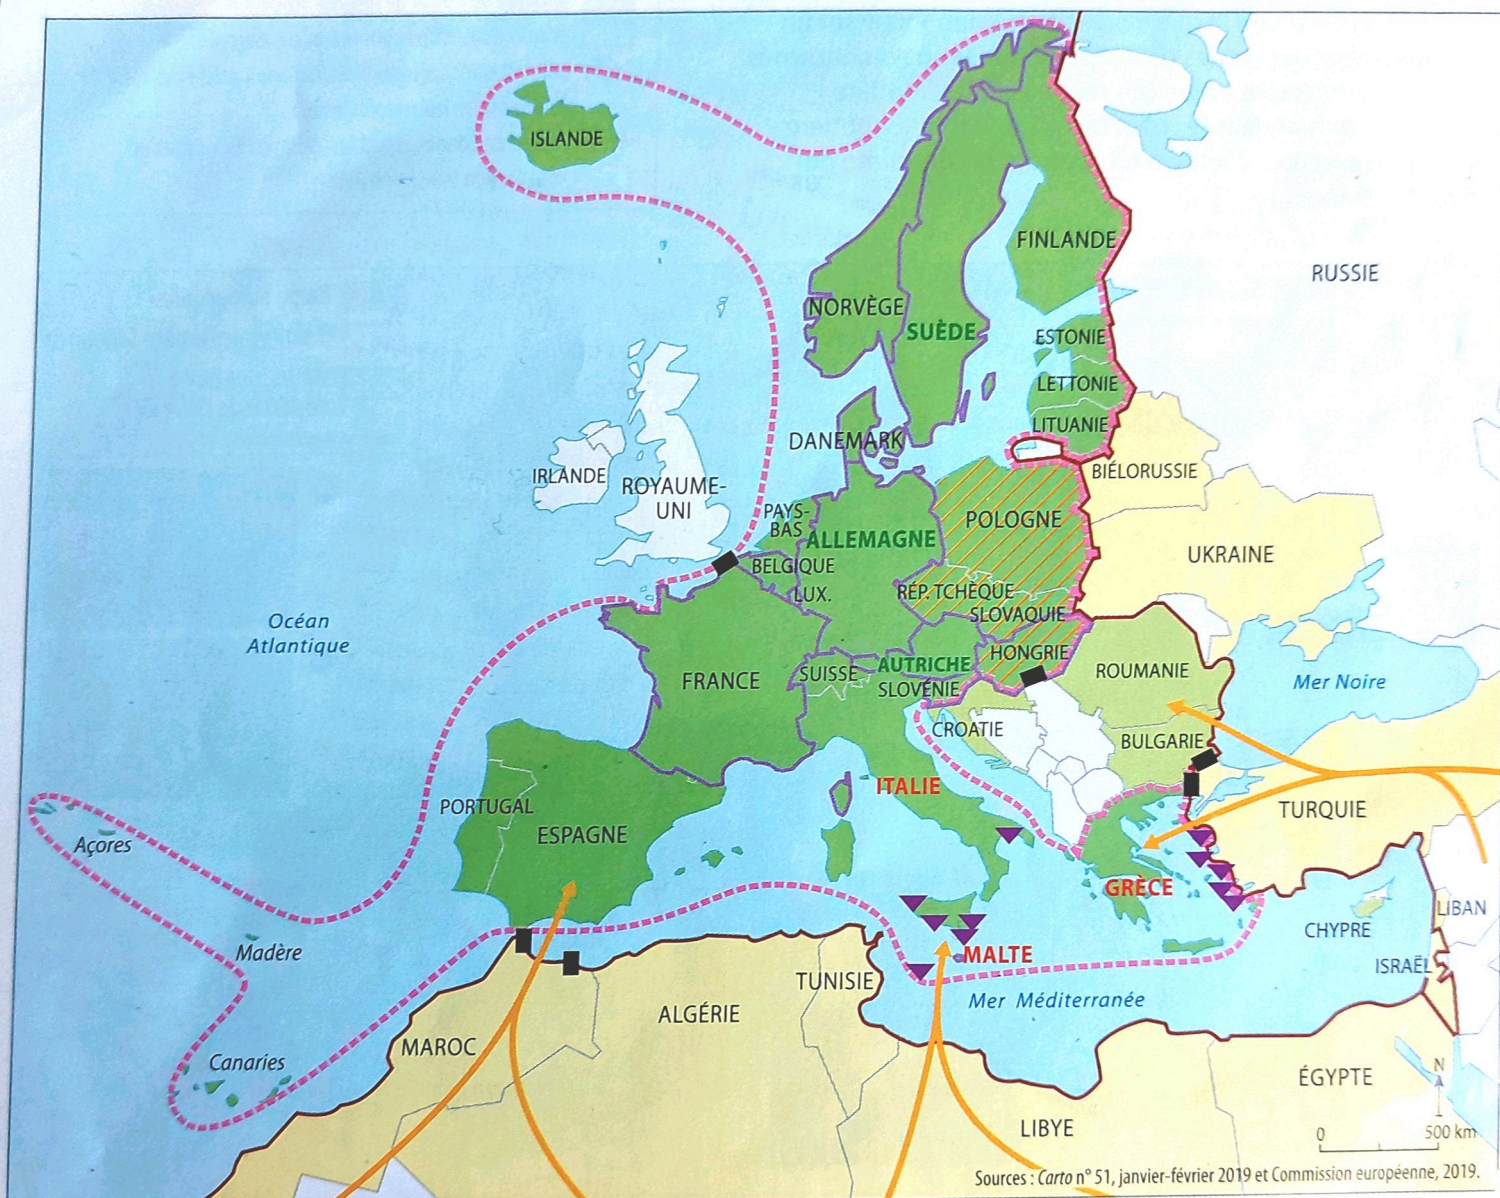 ISLANDE
FINLANDE
RUSSIE
NORVÈGE
SUÈDE
ESTONIE
LETTONIE
LITUANIE
DANEMARK
IRLANDE
ROYAUME-
UNI
BIÉLORUSSIE
PAYS-
BAS
ALLEMAGNE
POLOGNE
UKRAINE
BELGIQUE
LUX.
RÉP. TCHÈQUE
SLOVAQUIE
Océan
Atlantique
FRANCE
SUISSE
AUTRICHE
HONGRIE
SLOVÉNIE
ROUMANIE
Mer Noire
CROATIE
BULGARIE
ITALIE
PORTUGAL
ESPAGNE
TURQUIE
Açores
GRÈCE
LIBAN
CHYPRE
Madère
MALTE
ISRAËL
TUNISIE
Mer Méditerranée
ALGÉRIE
MAROC
Canaries
ÉGYPTE
N
LIBYE
0
500 km
Sources : Carto n° 51, janvier-février 2019 et Commission européenne, 2019.